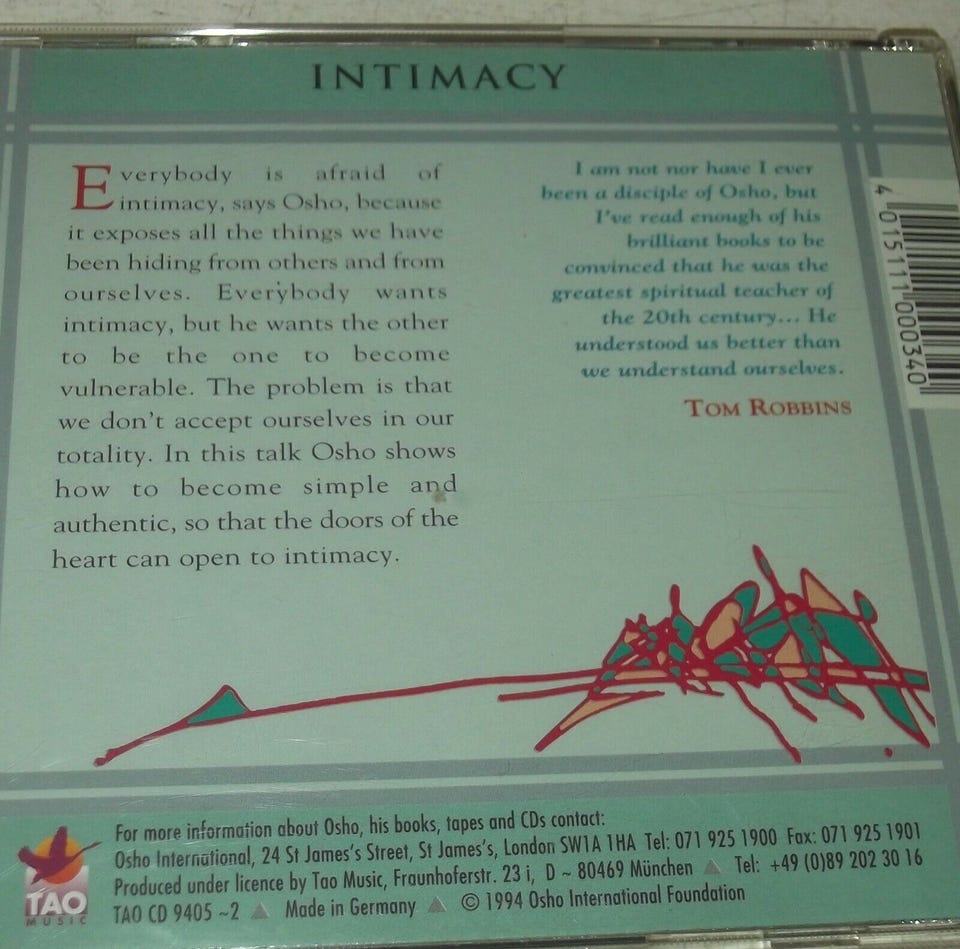 INTIMACY
Everybody is afraid of
intimacy, says Osho, because
it exposes all the things we have
been hiding from others and from
ourselves. Everybody wants
intimacy, but he wants the other
to be the one to become
vulnerable. The problem is that
we don't accept ourselves in our
totality. In this talk Osho shows
how to become simple and
authentic, so that the doors of the
heart can open to intimacy.
I am not nor have I ever
been a disciple of Osho, but
I've read enough of his
brilliant books to be
convinced that he was the
greatest spiritual teacher of
the 20th century... He
understood us better than
we understand ourselves.
TOM ROBBINS
4 015111 000340
For more information about Osho, his books, tapes and CDs contact:
Osho International, 24 St James's Street, St James's, London SW1A 1HA Tel: 071 925 1900 Fax: 071 925 1901
Produced under licence by Tao Music, Fraunhoferstr. 23 i, D ~ 80469 München ▲ Tel: +49 (0)89 202 30 16
TAO CD 9405 ~2 ▲ Made in Germany ▲ © 1994 Osho International Foundation
TAO
MUSIC